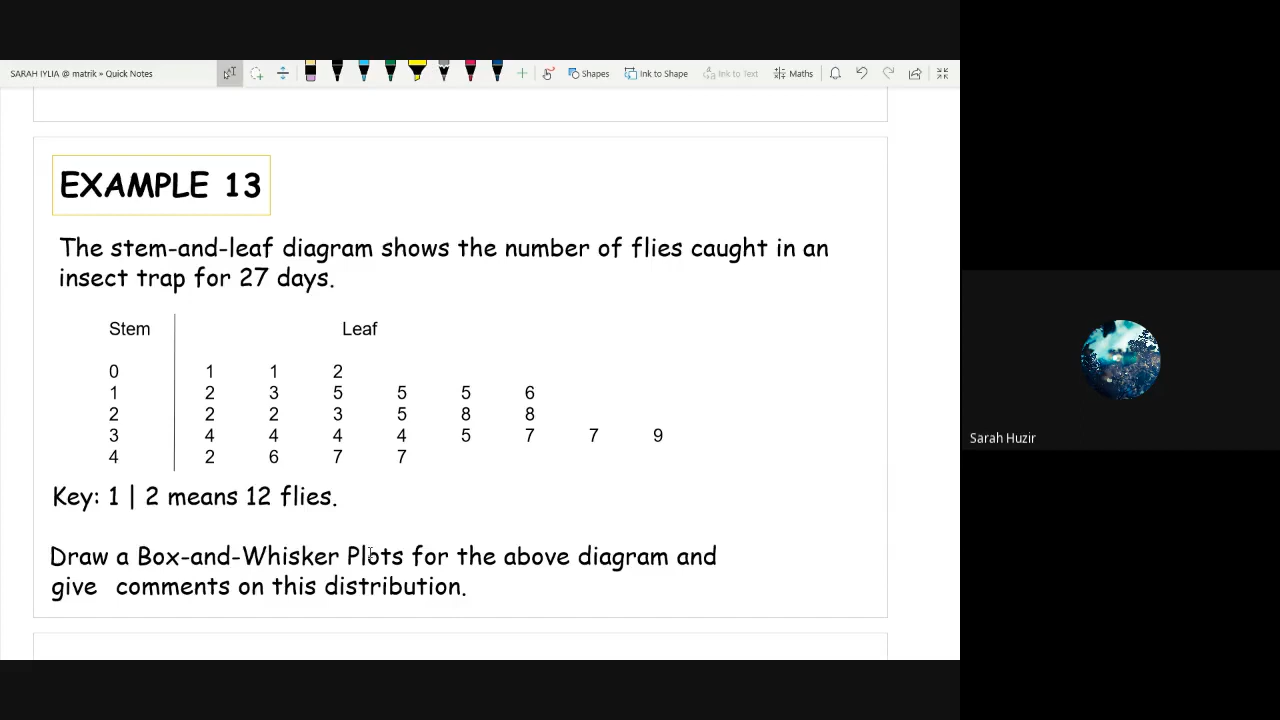 SARAH IYLIA @ matrik » Quick Notes
Shapes
Ink to Shape
Ink to Text
Maths
EXAMPLE 13
The stem-and-leaf diagram shows the number of flies caught in an
insect trap for 27 days.
Stem Leaf
0 1 1 2
1 2 3 5 5 5 6
2 2 2 3 5 8 8
3 4 4 4 4 5 7 7 9
4 2 6 7 7
Key: 1 | 2 means 12 flies.
Draw a Box-and-Whisker Plots for the above diagram and
give comments on this distribution.
Sarah Huzir